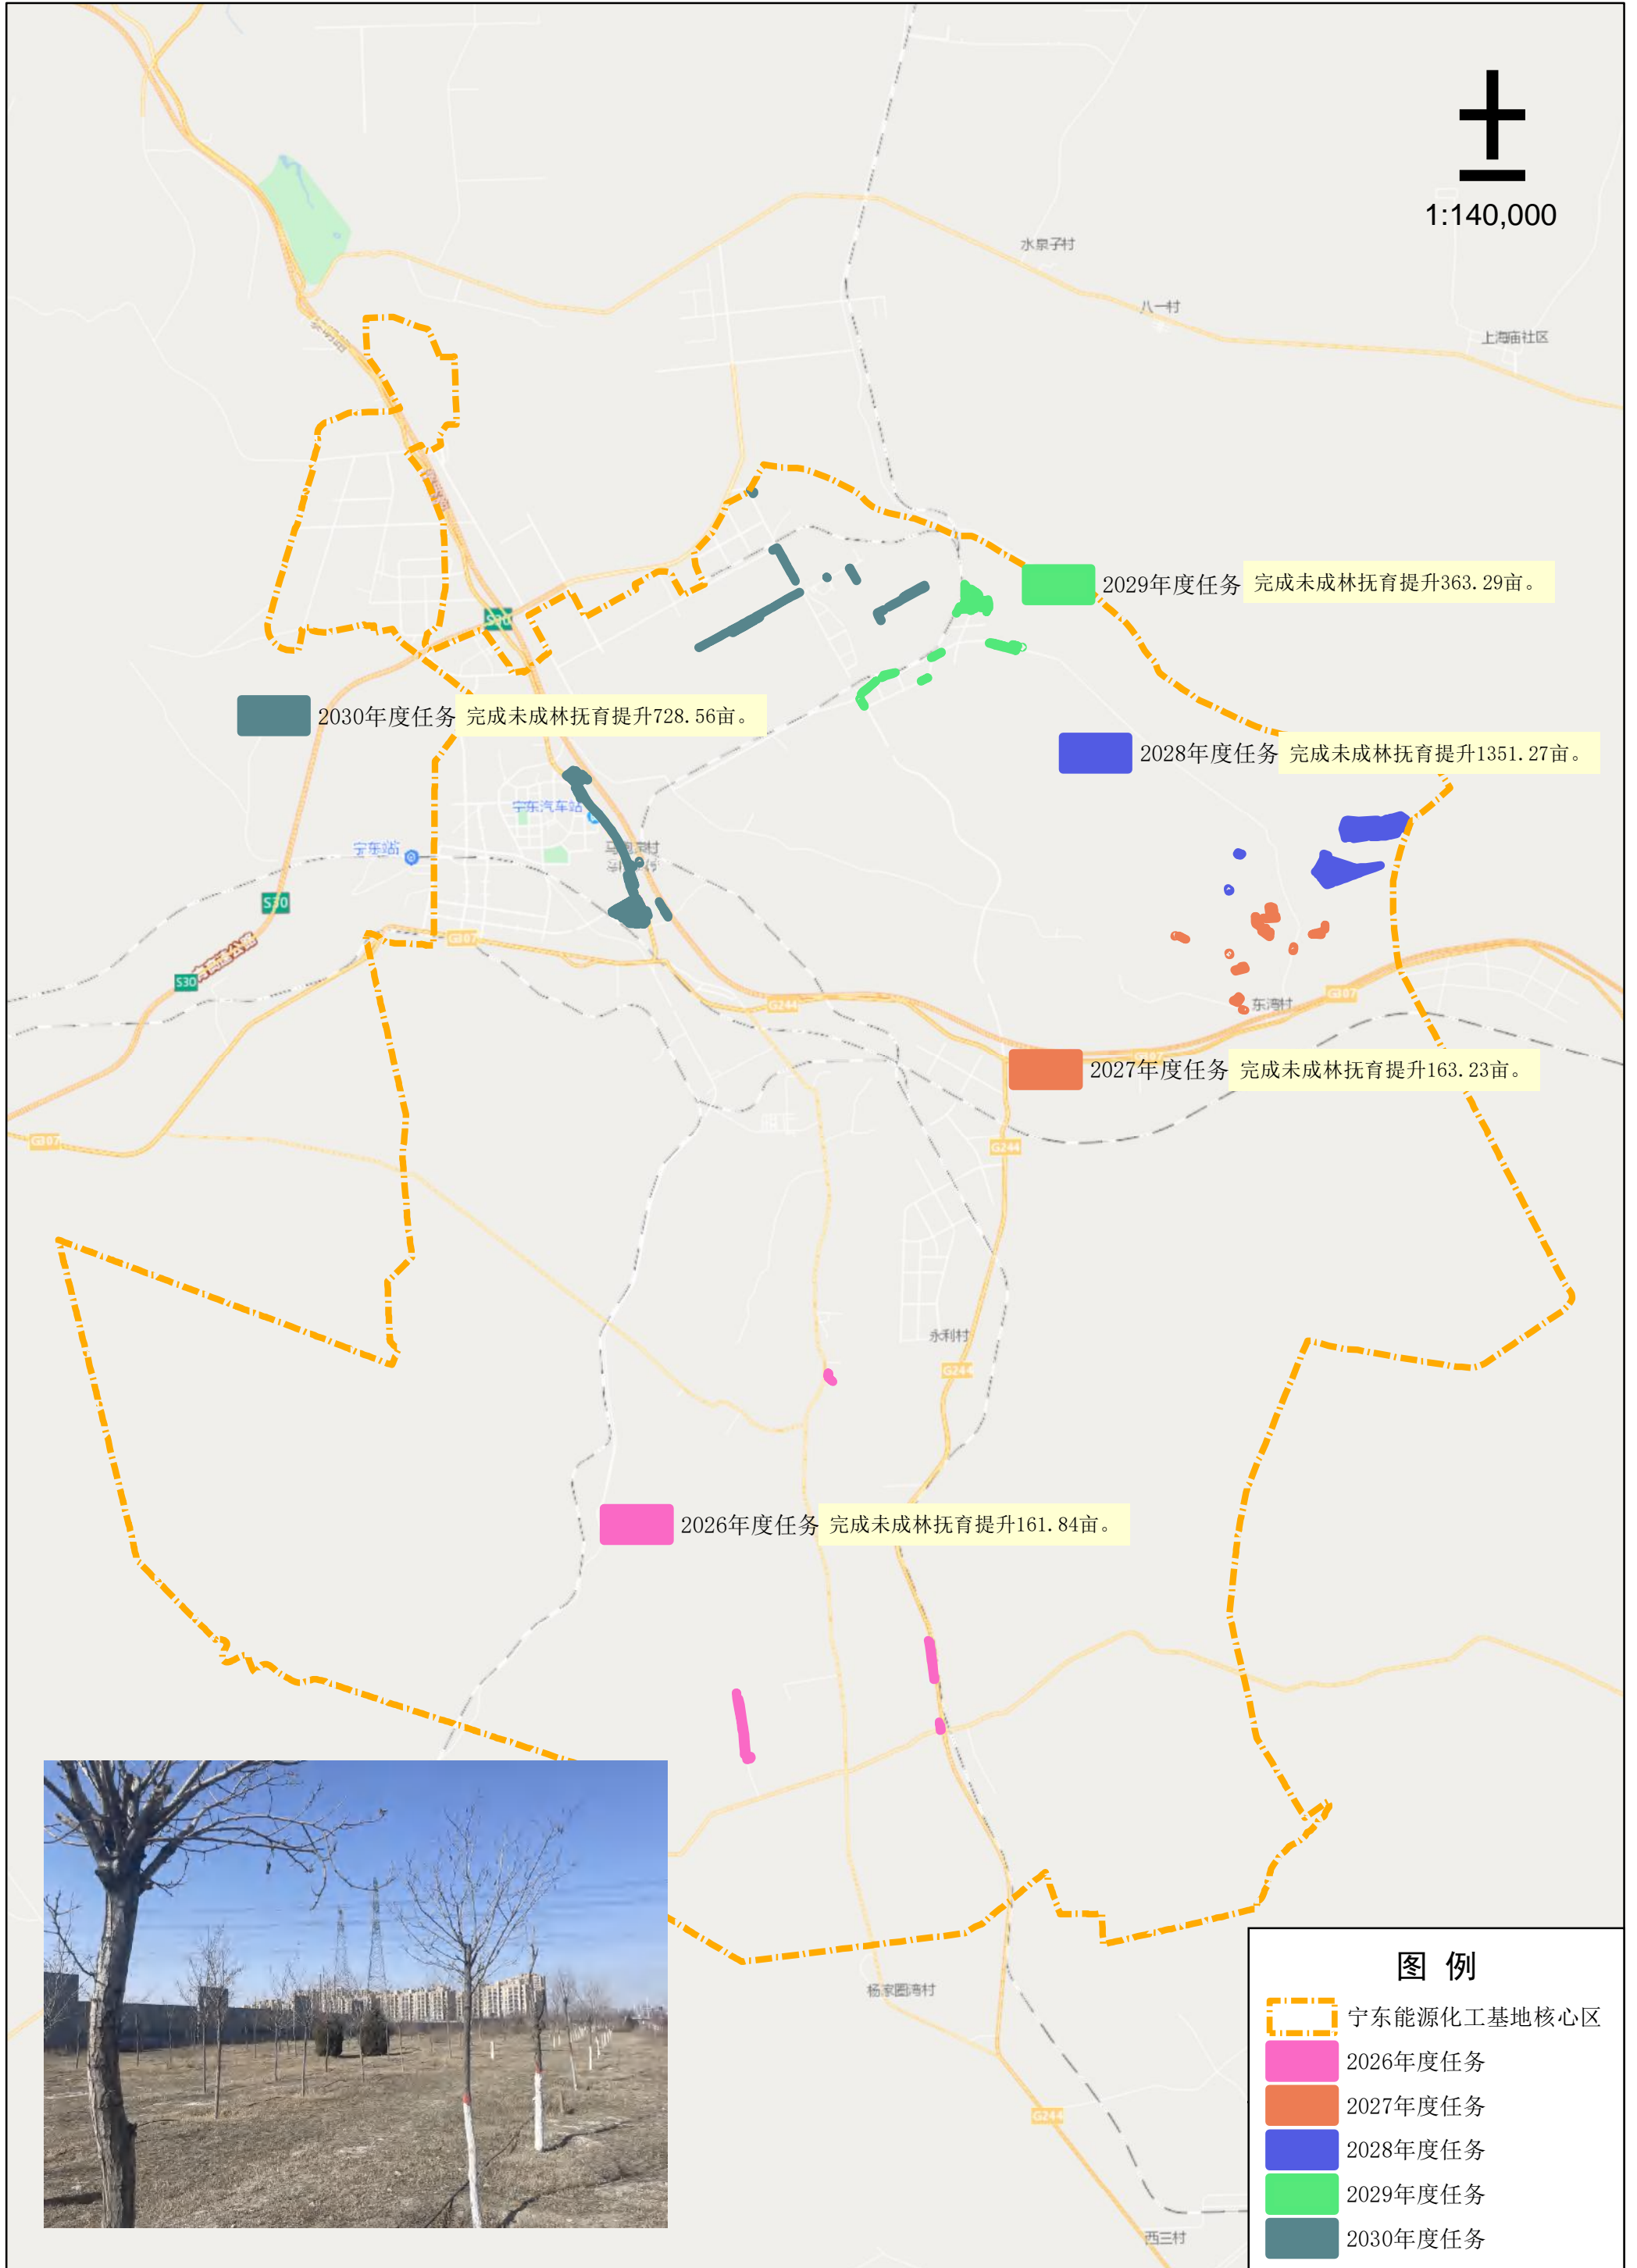 1:140,000
水泉子村
八一村
上海庙社区
2029年度任务 完成未成林抚育提升363.29亩。
S30
2030年度任务 完成未成林抚育提升728.56亩。
2028年度任务 完成未成林抚育提升1351.27亩。
宁东汽车站
宁东站
S30
G307
S30
G244
东湾村
G307
2027年度任务 完成未成林抚育提升163.23亩。
G307
G244
永利村
G244
2026年度任务 完成未成林抚育提升161.84亩。
杨家圈湾村
G244
西三村
图 例
宁东能源化工基地核心区
2026年度任务
2027年度任务
2028年度任务
2029年度任务
2030年度任务